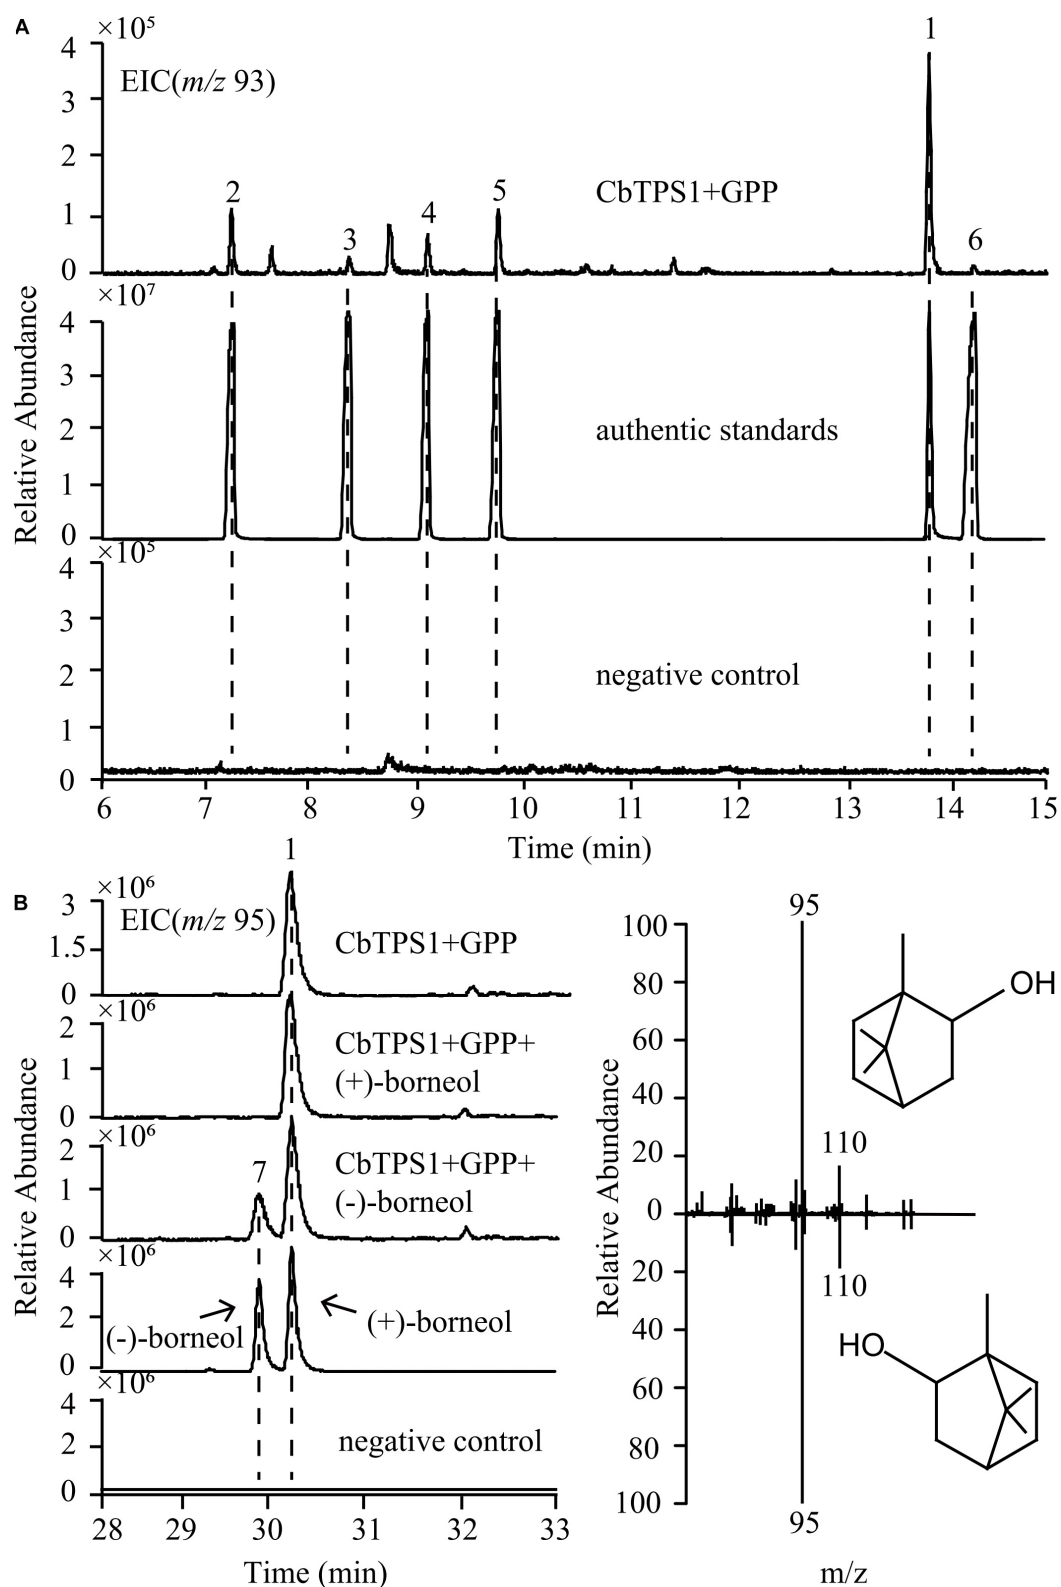 A
×10⁵
1
4
EIC(m/z 93)
3
2
CbTPS1+GPP
2
3
4
5
6
1
0
×10⁷
4
3
2
authentic standards
1
0
×10⁵
4
3
2
negative control
1
0
Relative Abundance
6 7 8 9 10 11 12 13 14 15
Time (min)
B
1
×10⁶
3
EIC(m/z 95)
1.5
CbTPS1+GPP
0
×10⁶
2
CbTPS1+GPP+
(+)-borneol
1
0
×10⁶
2
CbTPS1+GPP+
(-)-borneol
7
1
0
×10⁶
4
2
(-)-borneol
(+)-borneol
0
×10⁶
4
2
negative control
0
Relative Abundance
28 29 30 31 32 33
Time (min)
95
100
80
OH
60
40
110
20
0
20
110
40
HO
60
80
100
95
Relative Abundance
m/z